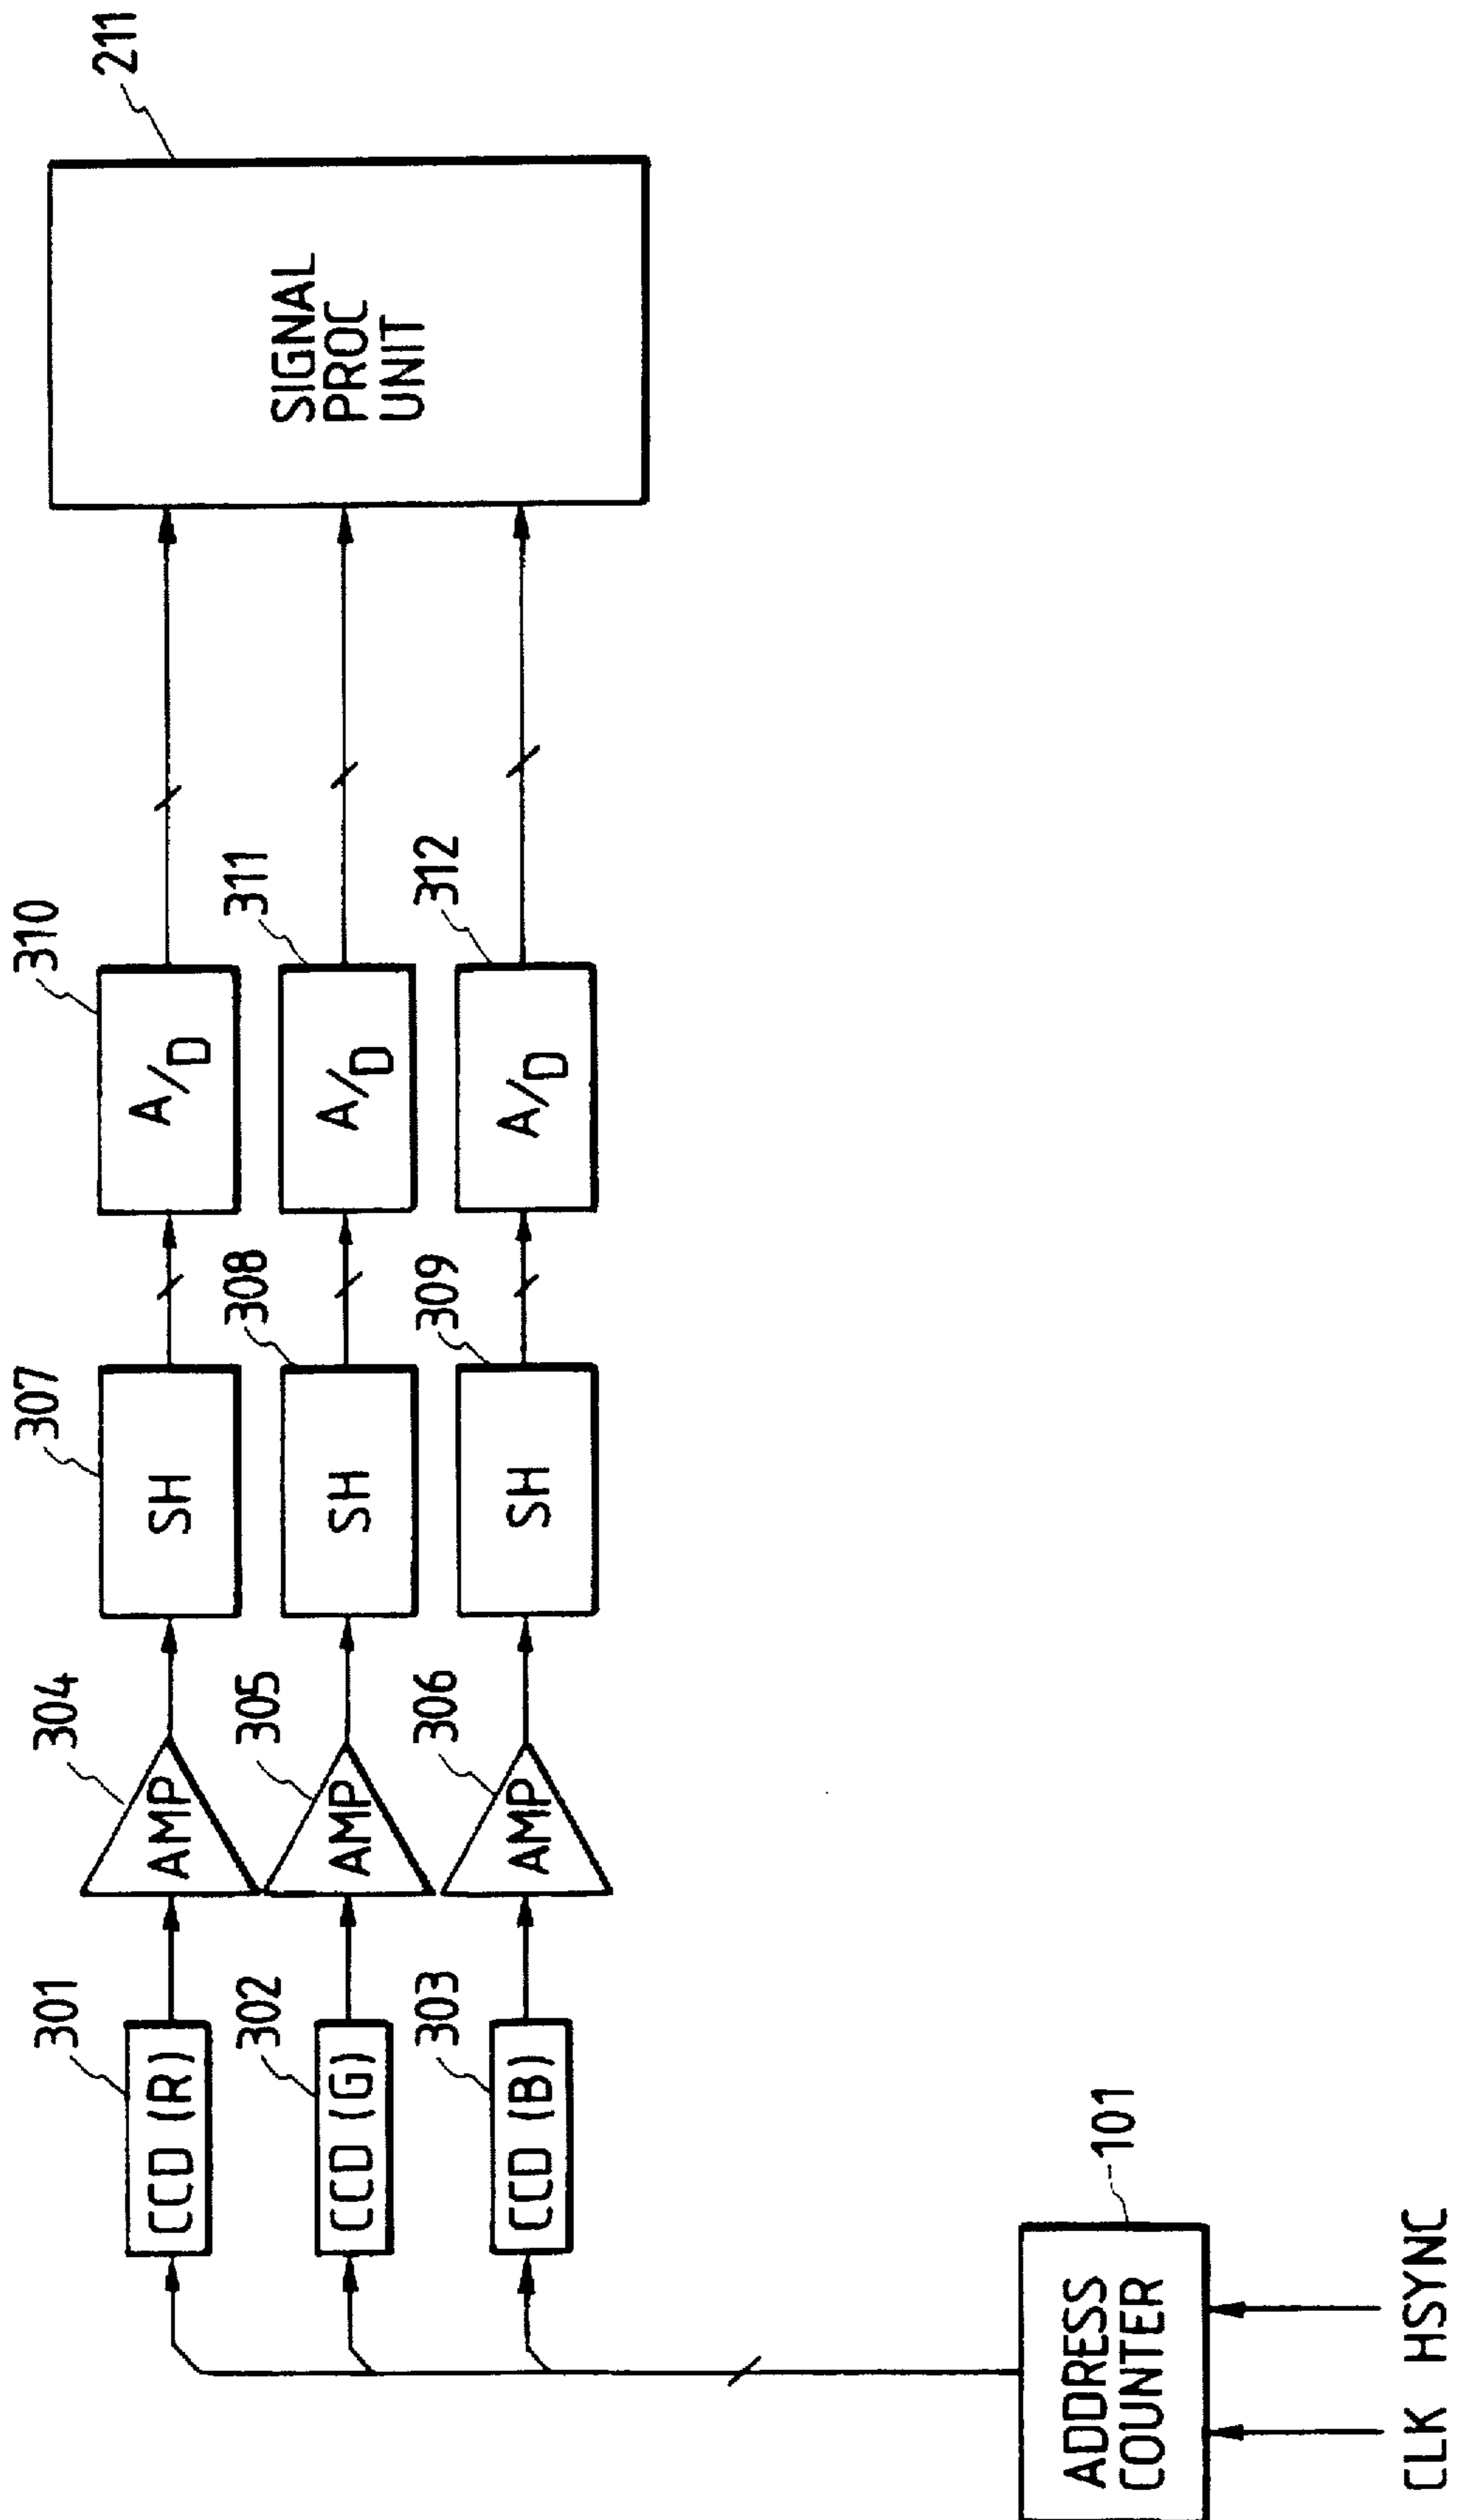 301
CCD (R)
304
AMP
307
SH
310
A/D
211
SIGNAL
PROC
UNIT
302
CCD (G)
305
AMP
308
SH
311
A/D
303
CCD (B)
306
AMP
309
SH
312
A/D
101
ADDRESS
COUNTER
CLK HSYNC